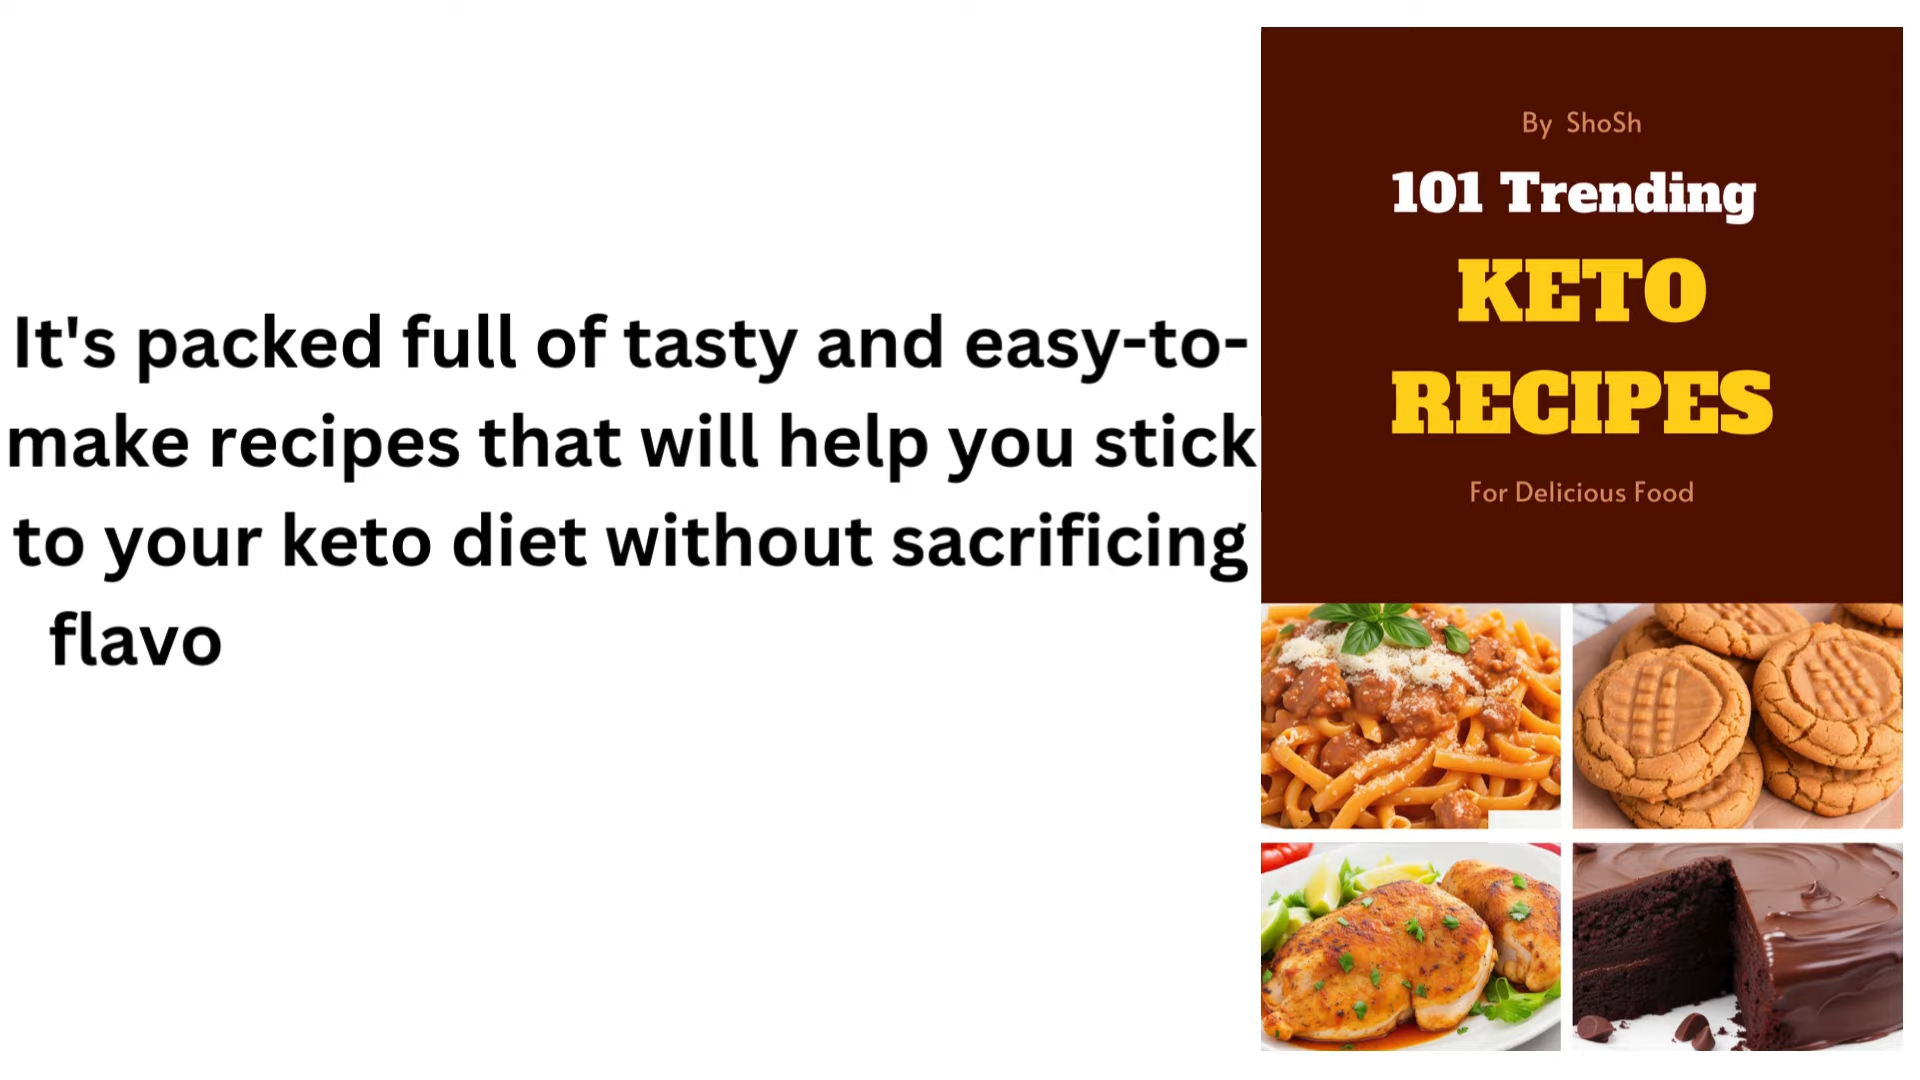 It's packed full of tasty and easy-to-
make recipes that will help you stick
to your keto diet without sacrificing
flavo
By ShoSh
101 Trending
KETO
RECIPES
For Delicious Food